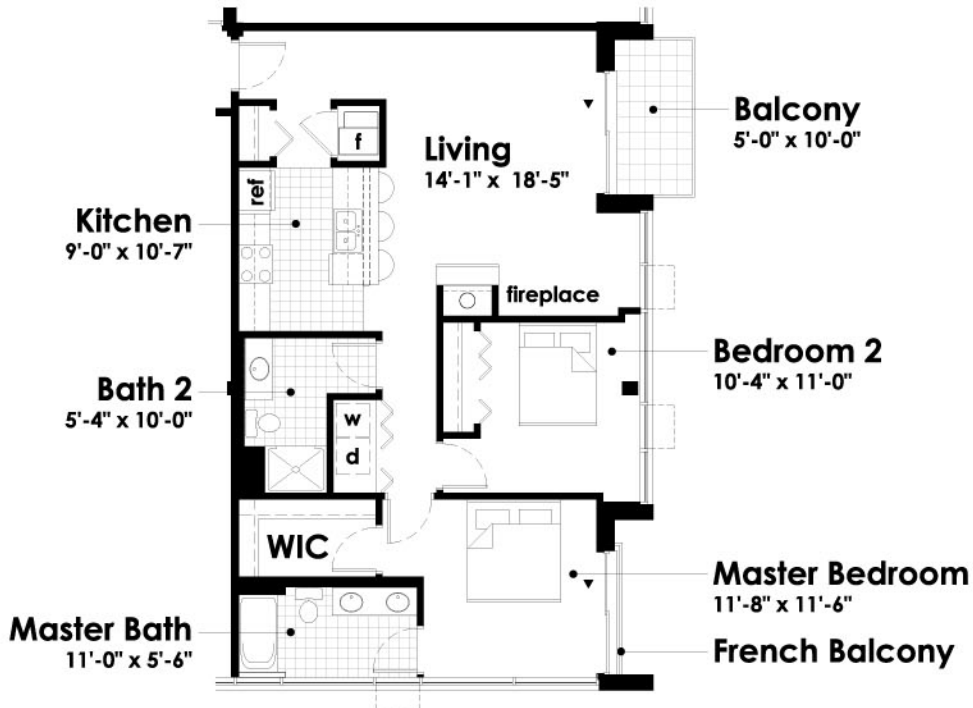 Balcony
5'-0" x 10'-0"
f
Living
14'-1" x 18'-5"
ref
Kitchen
9'-0" x 10'-7"
fireplace
Bedroom 2
10'-4" x 11'-0"
Bath 2
5'-4" x 10'-0"
w
d
WIC
Master Bedroom
11'-8" x 11'-6"
Master Bath
11'-0" x 5'-6"
French Balcony